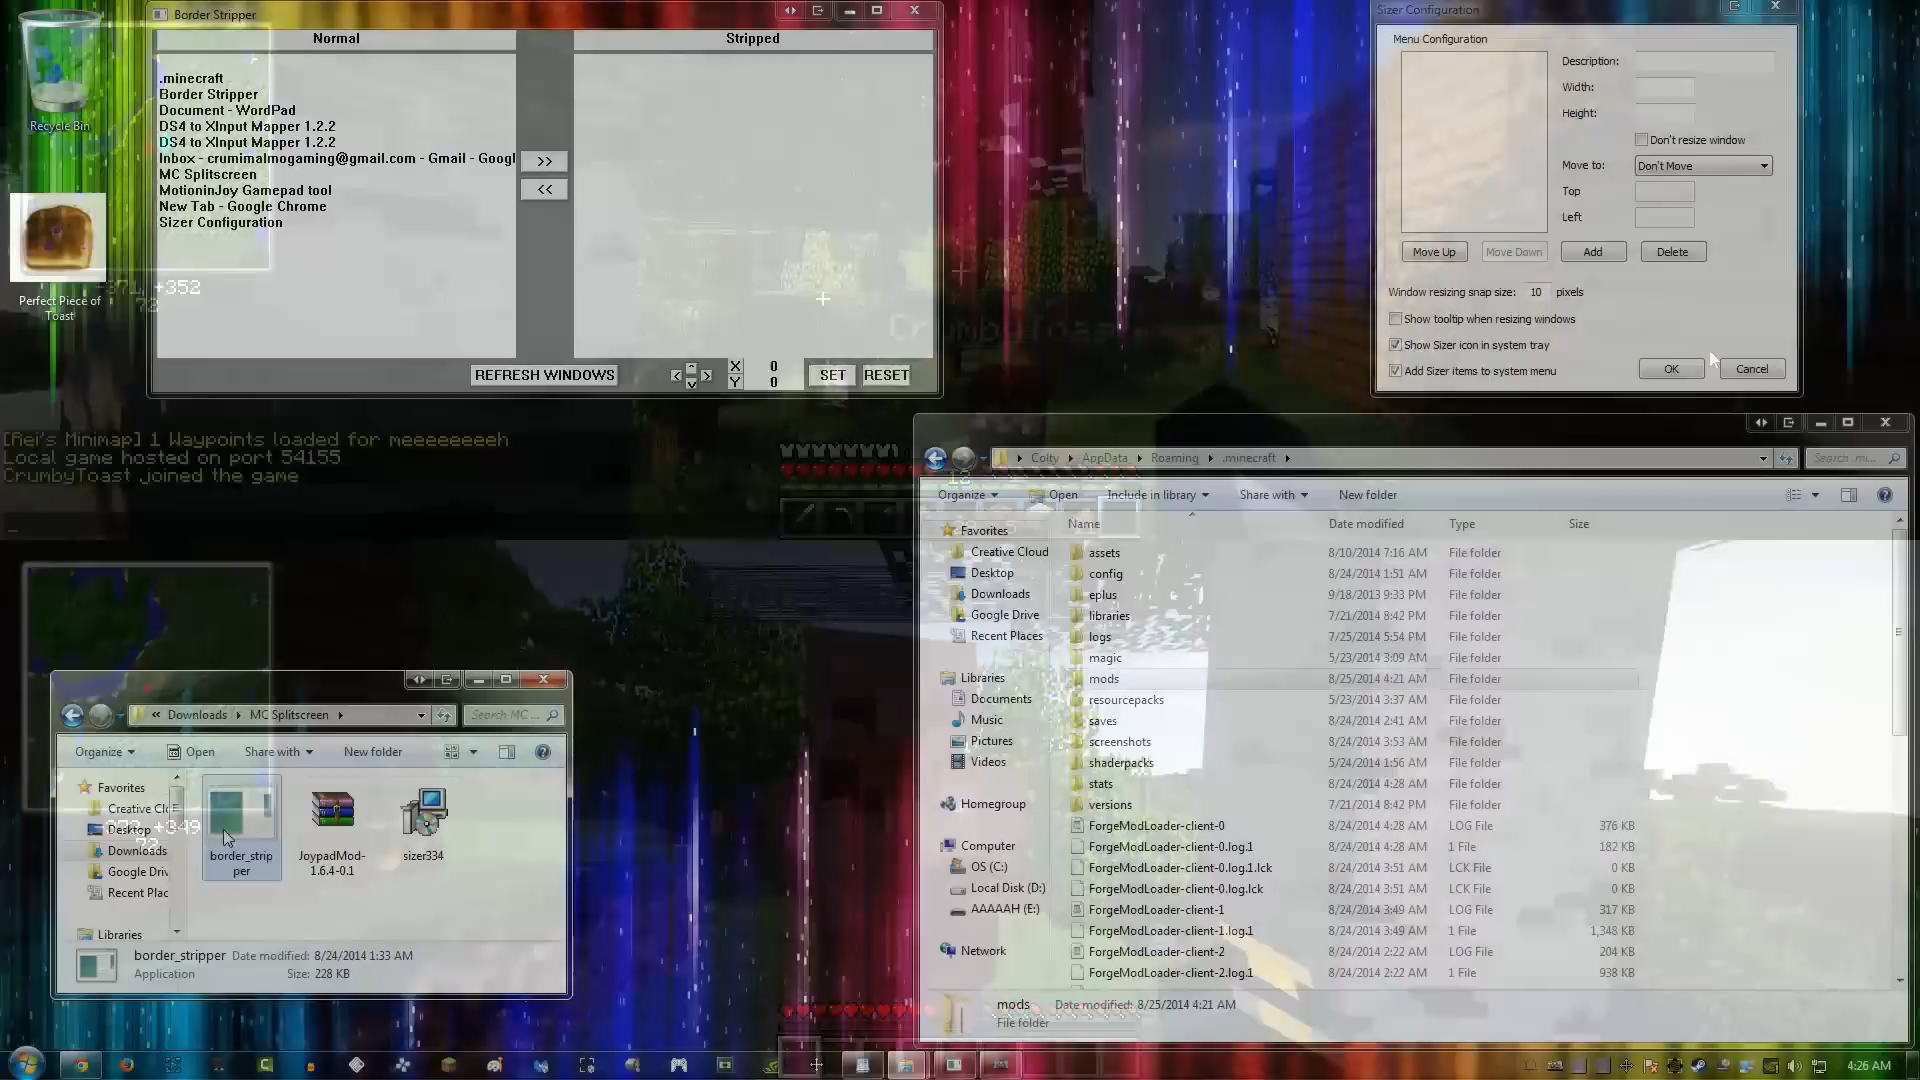 Border Stripper
Normal
Stripped
.minecraft
Border Stripper
Document - WordPad
DS4 to XInput Mapper 1.2.2
DS4 to XInput Mapper 1.2.2
Inbox - crumimalmogaming@gmail.com - Gmail - Googl
MC Splitscreen
MotioninJoy Gamepad tool
New Tab - Google Chrome
Sizer Configuration
>>
<<
REFRESH WINDOWS
X 0
Y 0
SET
RESET
Recycle Bin
Perfect Piece of
Toast
+352
Sizer Configuration
Menu Configuration
Description:
Width:
Height:
Don't resize window
Move to:
Don't Move
Top
Left
Move Up
Move Down
Add
Delete
Window resizing snap size: 10 pixels
Show tooltip when resizing windows
Show Sizer icon in system tray
Add Sizer items to system menu
OK
Cancel
CrumbyToast
[Rei's Minimap] 1 Waypoints loaded for meeeeeeeeh
Local game hosted on port 54155
CrumbyToast joined the game
Colty
AppData
Roaming
.minecraft
Search .mi...
12
Organize
Open
Include in library
Share with
New folder
Name
Date modified
Type
Size
Favorites
Creative Cloud
Desktop
Downloads
Google Drive
Recent Places
Libraries
Documents
Music
Pictures
Videos
Homegroup
Computer
OS (C:)
Local Disk (D:)
AAAAAH (E:)
Network
assets 8/10/2014 7:16 AM File folder
config 8/24/2014 1:51 AM File folder
eplus 9/18/2013 9:33 PM File folder
libraries 7/21/2014 8:42 PM File folder
logs 7/25/2014 5:54 PM File folder
magic 5/23/2014 3:09 AM File folder
mods 8/25/2014 4:21 AM File folder
resourcepacks 5/23/2014 3:37 AM File folder
saves 8/24/2014 2:41 AM File folder
screenshots 8/24/2014 3:53 AM File folder
shaderpacks 5/24/2014 1:56 AM File folder
stats 8/24/2014 4:28 AM File folder
versions 7/21/2014 8:42 PM File folder
ForgeModLoader-client-0 8/24/2014 4:28 AM LOG File 376 KB
ForgeModLoader-client-0.log.1 8/24/2014 4:28 AM 1 File 182 KB
ForgeModLoader-client-0.log.1.lck 8/24/2014 3:51 AM LCK File 0 KB
ForgeModLoader-client-0.log.lck 8/24/2014 3:51 AM LCK File 0 KB
ForgeModLoader-client-1 8/24/2014 3:49 AM LOG File 317 KB
ForgeModLoader-client-1.log.1 8/24/2014 3:49 AM 1 File 1,348 KB
ForgeModLoader-client-2 8/24/2014 2:22 AM LOG File 204 KB
ForgeModLoader-client-2.log.1 8/24/2014 2:22 AM 1 File 938 KB
mods Date modified: 8/25/2014 4:21 AM
File folder
« Downloads
MC Splitscreen
Search MC ...
Organize
Open
Share with
New folder
Favorites
Creative Clo
Desktop
+349
Downloads
Google Driv
Recent Plac
Libraries
border_strip
per
JoypadMod-
1.6.4-0.1
sizer334
border_stripper Date modified: 8/24/2014 1:33 AM
Application Size: 228 KB
4:26 AM